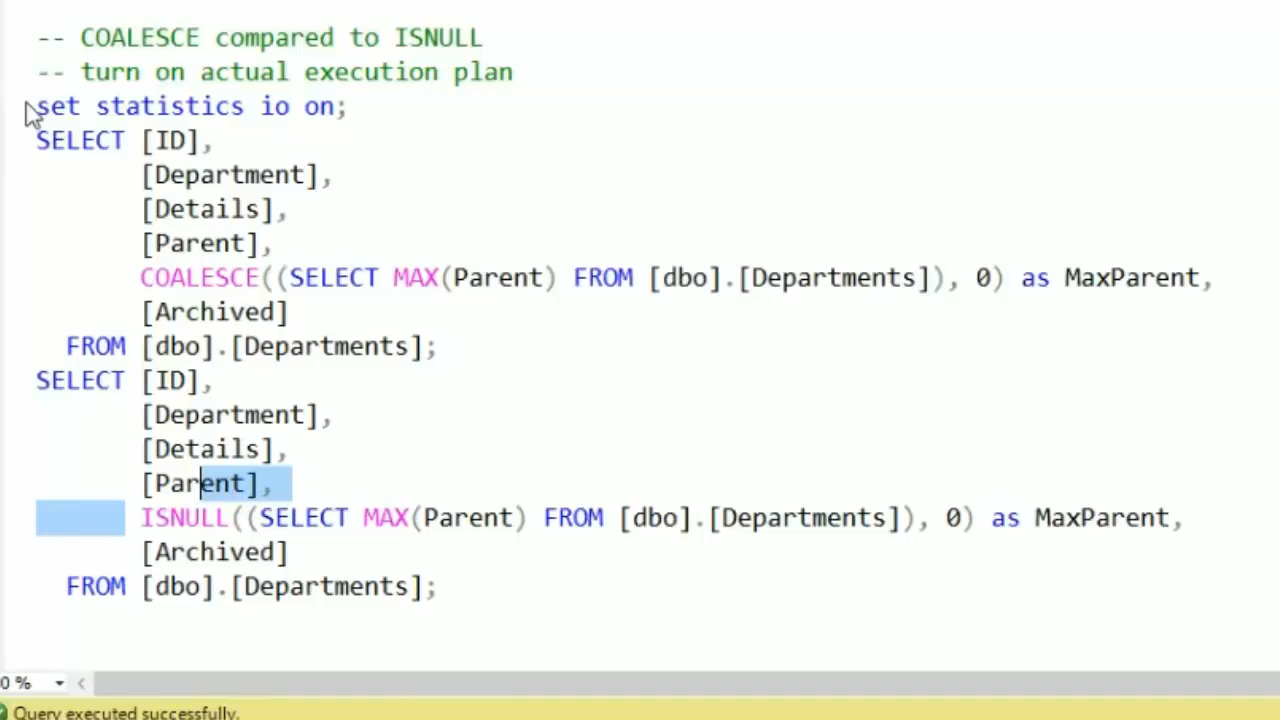 -- COALESCE compared to ISNULL
-- turn on actual execution plan
set statistics io on;
SELECT [ID],
[Department],
[Details],
[Parent],
COALESCE((SELECT MAX(Parent) FROM [dbo].[Departments]), 0) as MaxParent,
[Archived]
FROM [dbo].[Departments];
SELECT [ID],
[Department],
[Details],
[Parent],
ISNULL((SELECT MAX(Parent) FROM [dbo].[Departments]), 0) as MaxParent,
[Archived]
FROM [dbo].[Departments];
0 %
Query executed successfully.